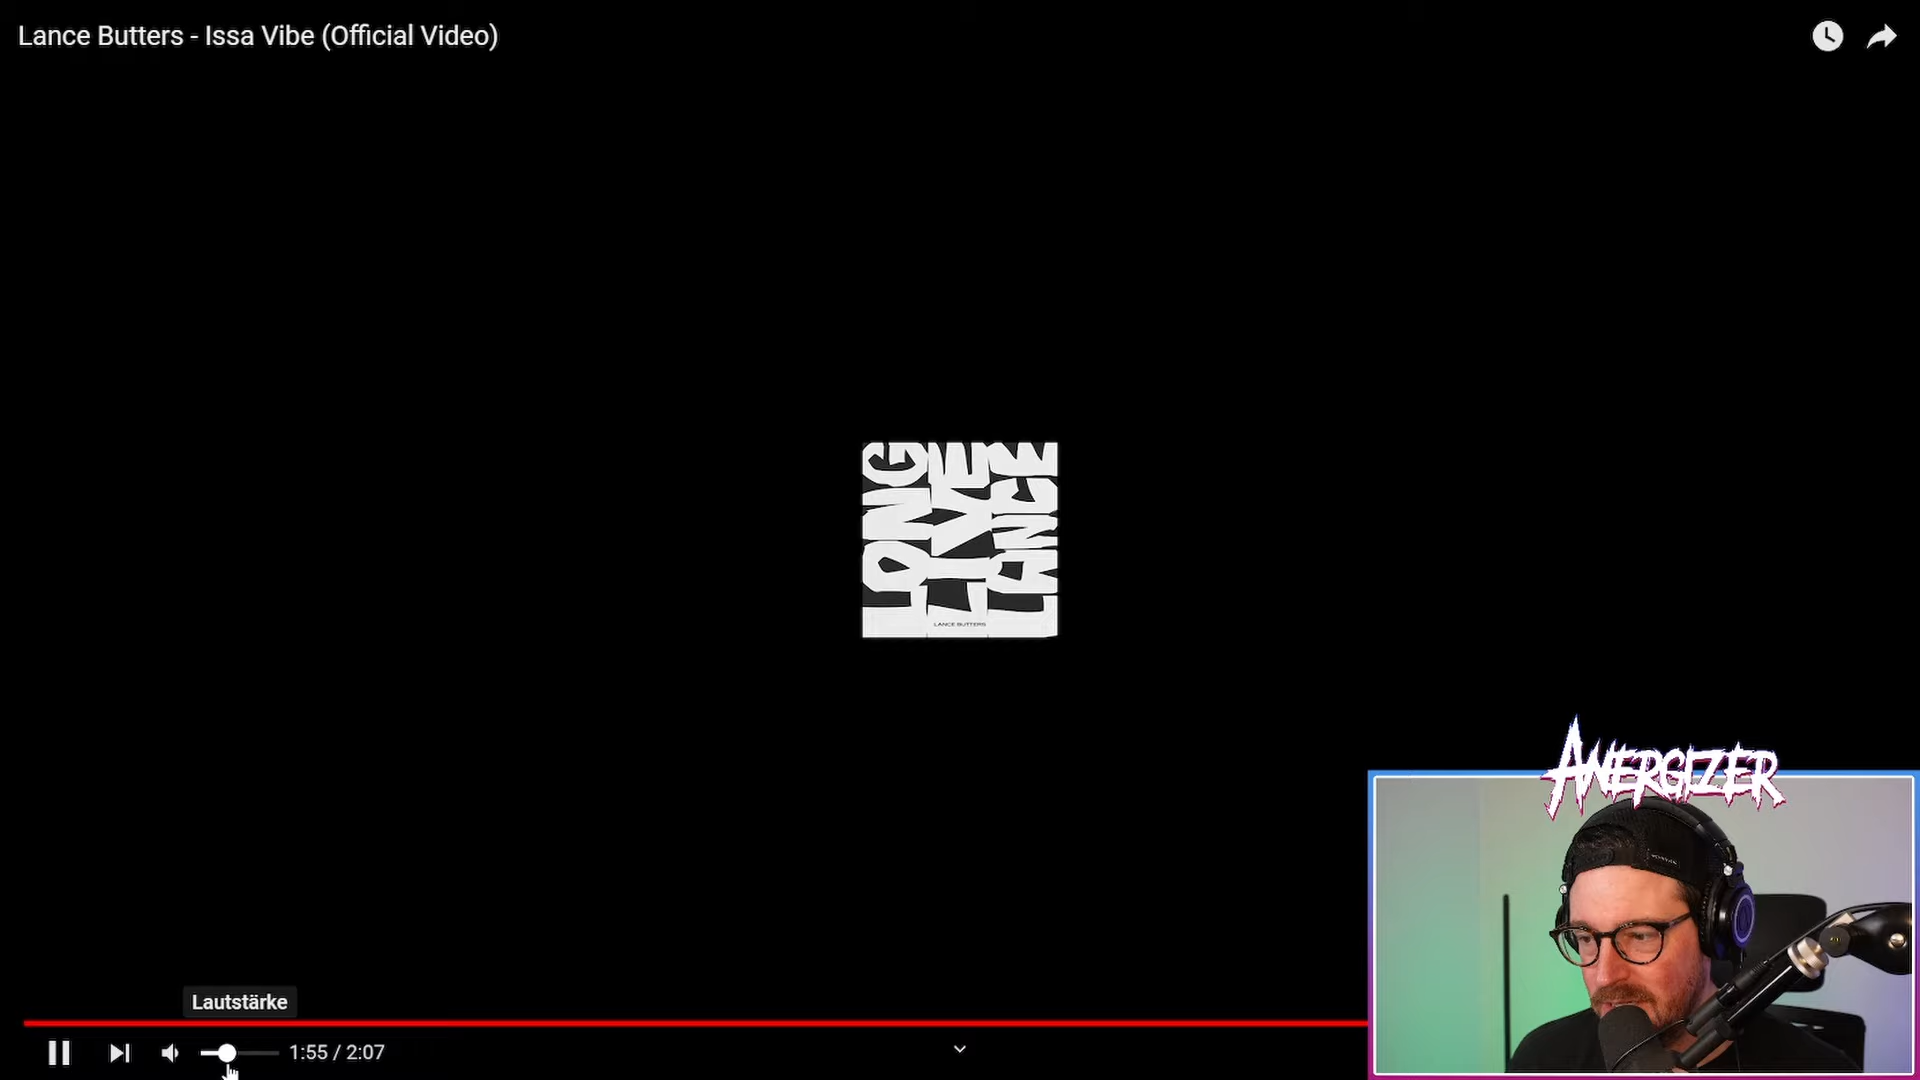 Lance Butters - Issa Vibe (Official Video)
LONG
LIVE
LANCE
LANCE BUTTERS
ANERGIZER
Lautstärke
1:55 / 2:07